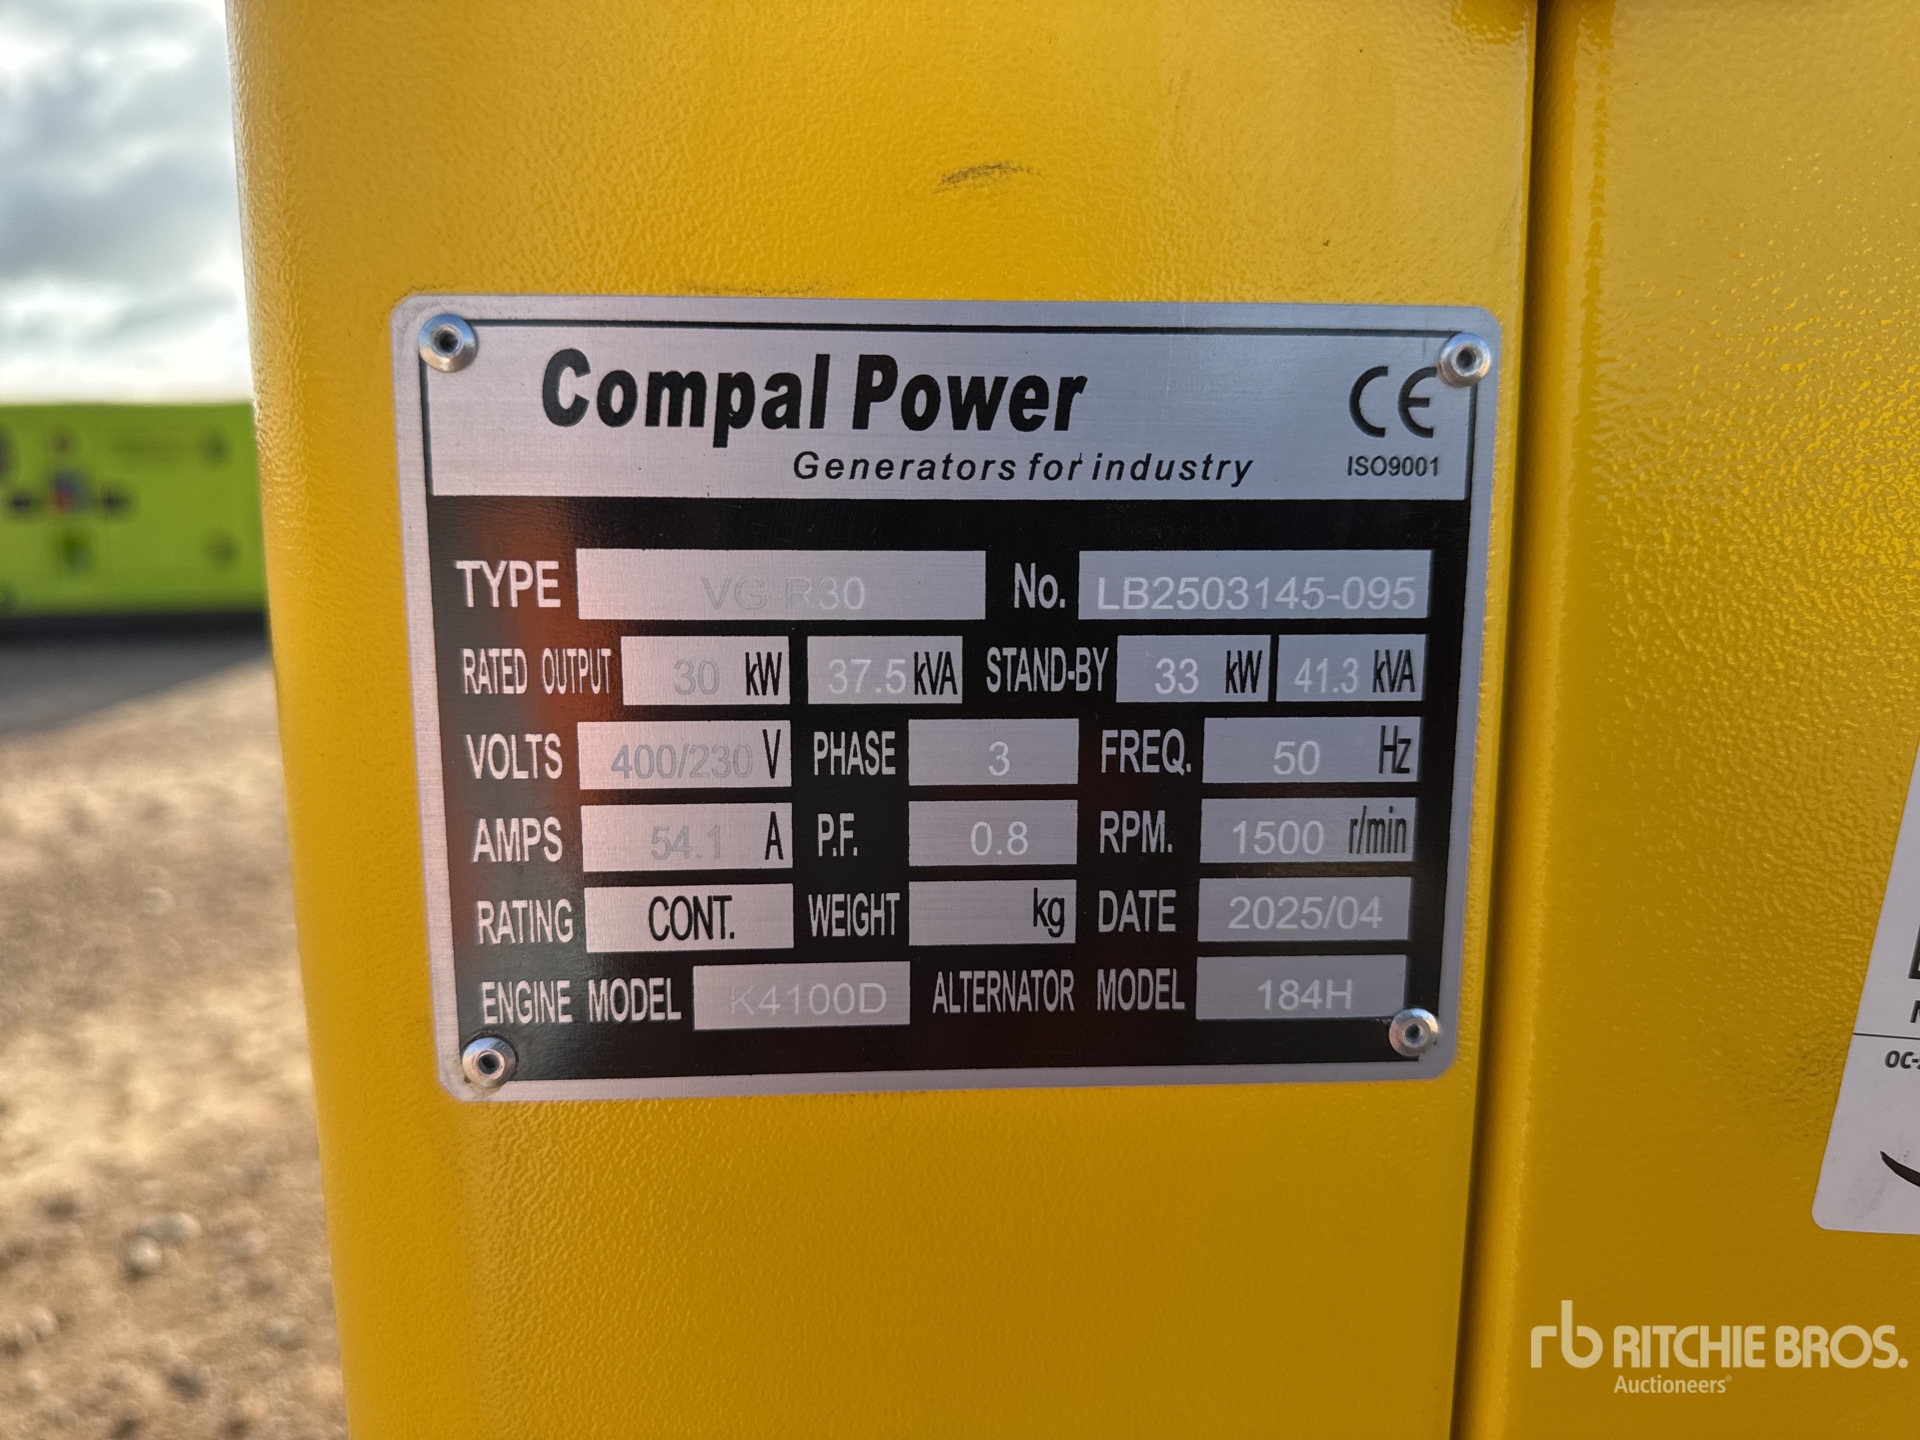 Compal Power
CE
Generators for industry
ISO9001
TYPE VG R30 No. LB2503145-095
RATED OUTPUT 30 kW 37.5 kVA STAND-BY 33 kW 41.3 kVA
VOLTS 400/230 V PHASE 3 FREQ. 50 Hz
AMPS 54.1 A P.F. 0.8 RPM. 1500 r/min
RATING CONT. WEIGHT kg DATE 2025/04
ENGINE MODEL K4100D ALTERNATOR MODEL 184H
rb RITCHIE BROS.
Auctioneers